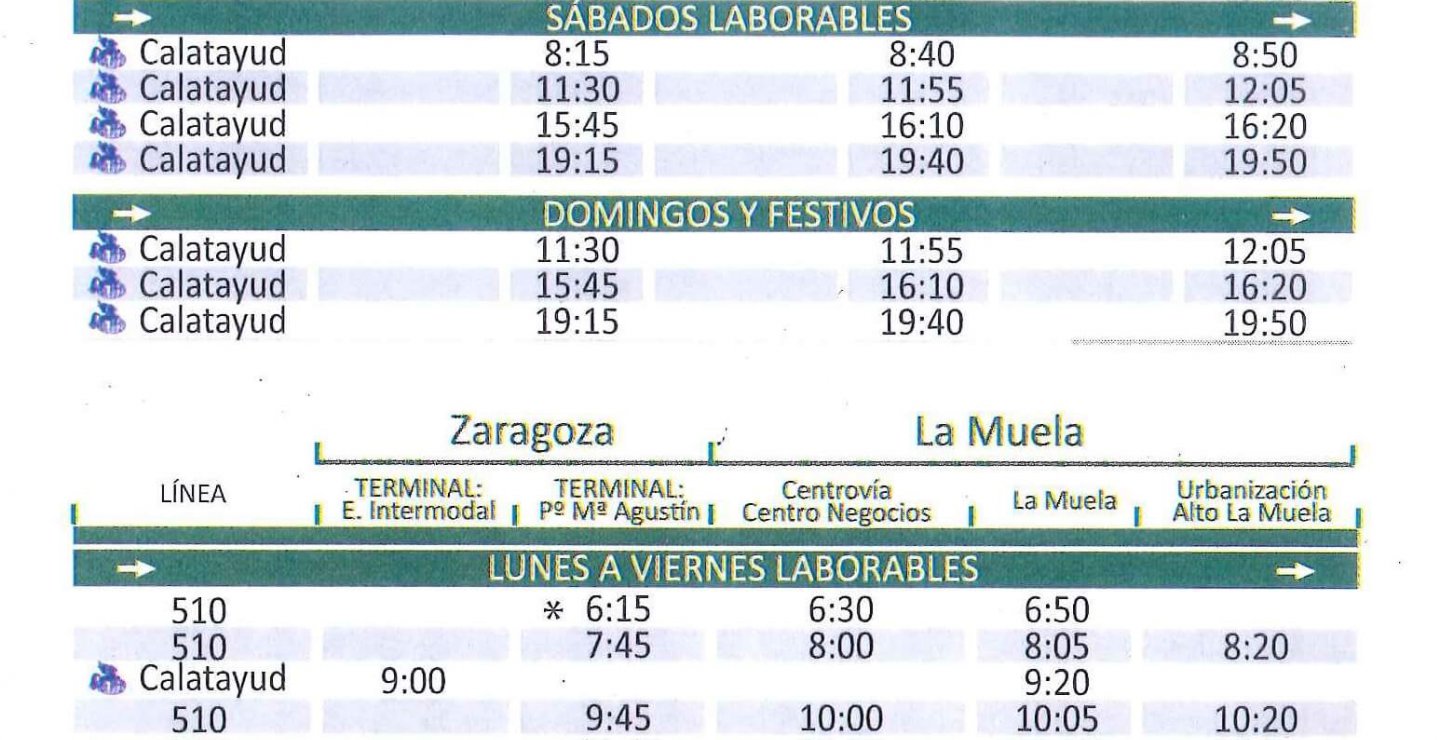 SÁBADOS LABORABLES
Calatayud 8:15 8:40 8:50
Calatayud 11:30 11:55 12:05
Calatayud 15:45 16:10 16:20
Calatayud 19:15 19:40 19:50
DOMINGOS Y FESTIVOS
Calatayud 11:30 11:55 12:05
Calatayud 15:45 16:10 16:20
Calatayud 19:15 19:40 19:50
Zaragoza La Muela
LÍNEA TERMINAL: E. Intermodal TERMINAL: Pº Mª Agustín Centrovía Centro Negocios La Muela Urbanización Alto La Muela
LUNES A VIERNES LABORABLES
510 * 6:15 6:30 6:50
510 7:45 8:00 8:05 8:20
Calatayud 9:00 9:20
510 9:45 10:00 10:05 10:20